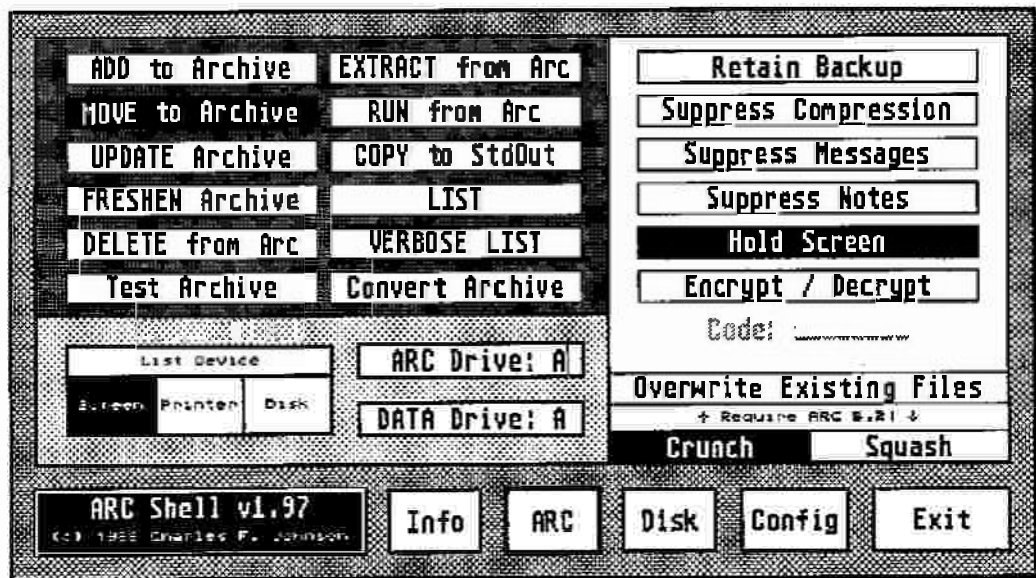 ADD to Archive
EXTRACT from Arc
MOVE to Archive
RUN from Arc
UPDATE Archive
COPY to StdOut
FRESHEN Archive
LIST
DELETE from Arc
VERBOSE LIST
Test Archive
Convert Archive
Retain Backup
Suppress Compression
Suppress Messages
Suppress Notes
Hold Screen
Encrypt / Decrypt
Code: __________
List Device
Screen
Printer
Disk
ARC Drive: A
DATA Drive: A
Overwrite Existing Files
↑ Require ARC 5.21 ↓
Crunch
Squash
ARC Shell v1.97
(c) Charles F. Johnson
Info
ARC
Disk
Config
Exit